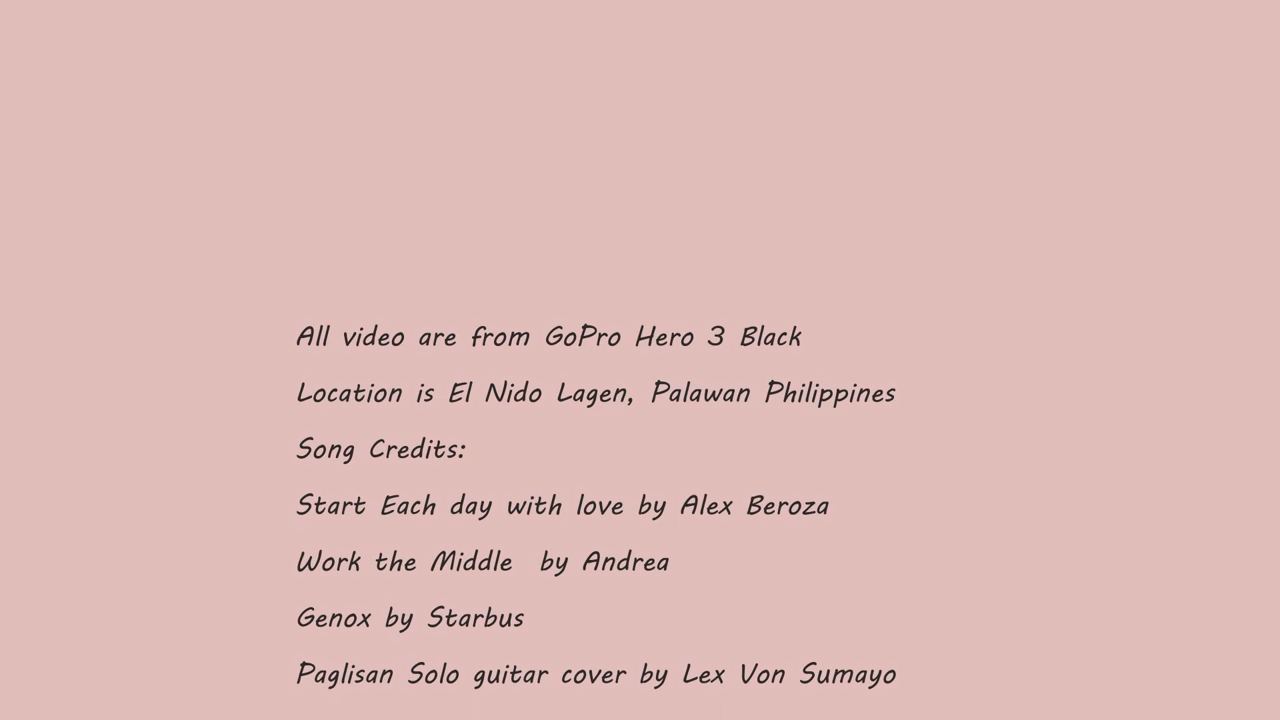 All video are from GoPro Hero 3 Black
Location is El Nido Lagen, Palawan Philippines
Song Credits:
Start Each day with love by Alex Beroza
Work the Middle  by Andrea
Genox by Starbus
Paglisan Solo guitar cover by Lex Von Sumayo